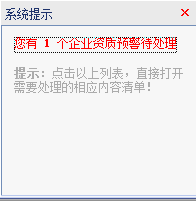 系统提示
您有 1 个企业资质预警待处理
提示：点击以上列表，直接打开
需要处理的相应内容清单！